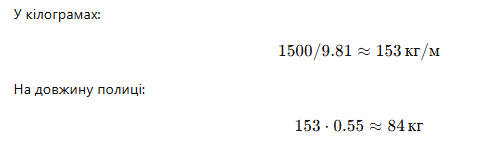 У кілограмах:
1500/9.81 ≈ 153 кг/м
На довжину полиці:
153 · 0.55 ≈ 84 кг